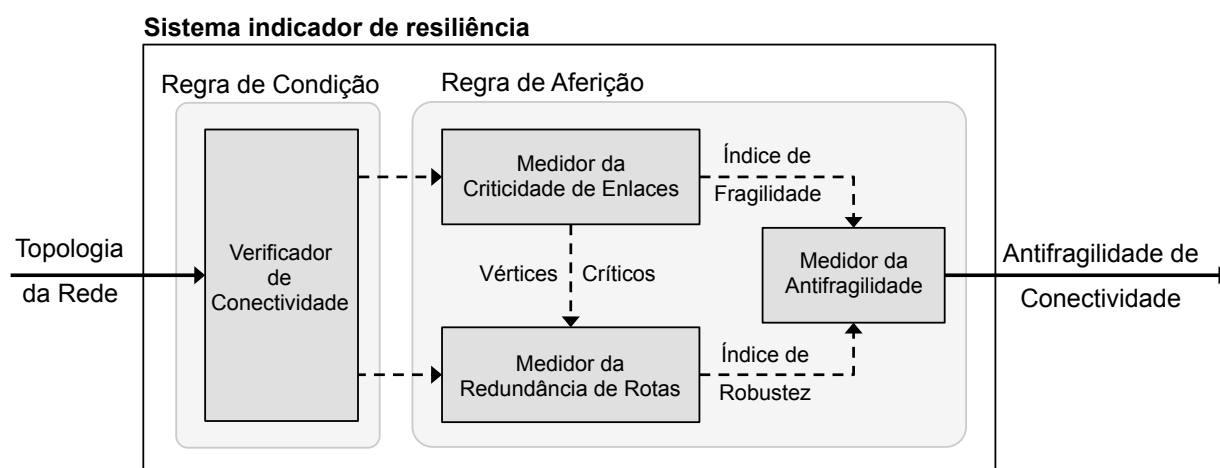 Sistema indicador de resiliência
Regra de Condição
Regra de Aferição
Topologia
da Rede
Verificador
de
Conectividade
Medidor da
Criticidade de Enlaces
Vértices Críticos
Medidor da
Redundância de Rotas
Índice de
Fragilidade
Medidor da
Antifragilidade
Índice de
Robustez
Antifragilidade de
Conectividade